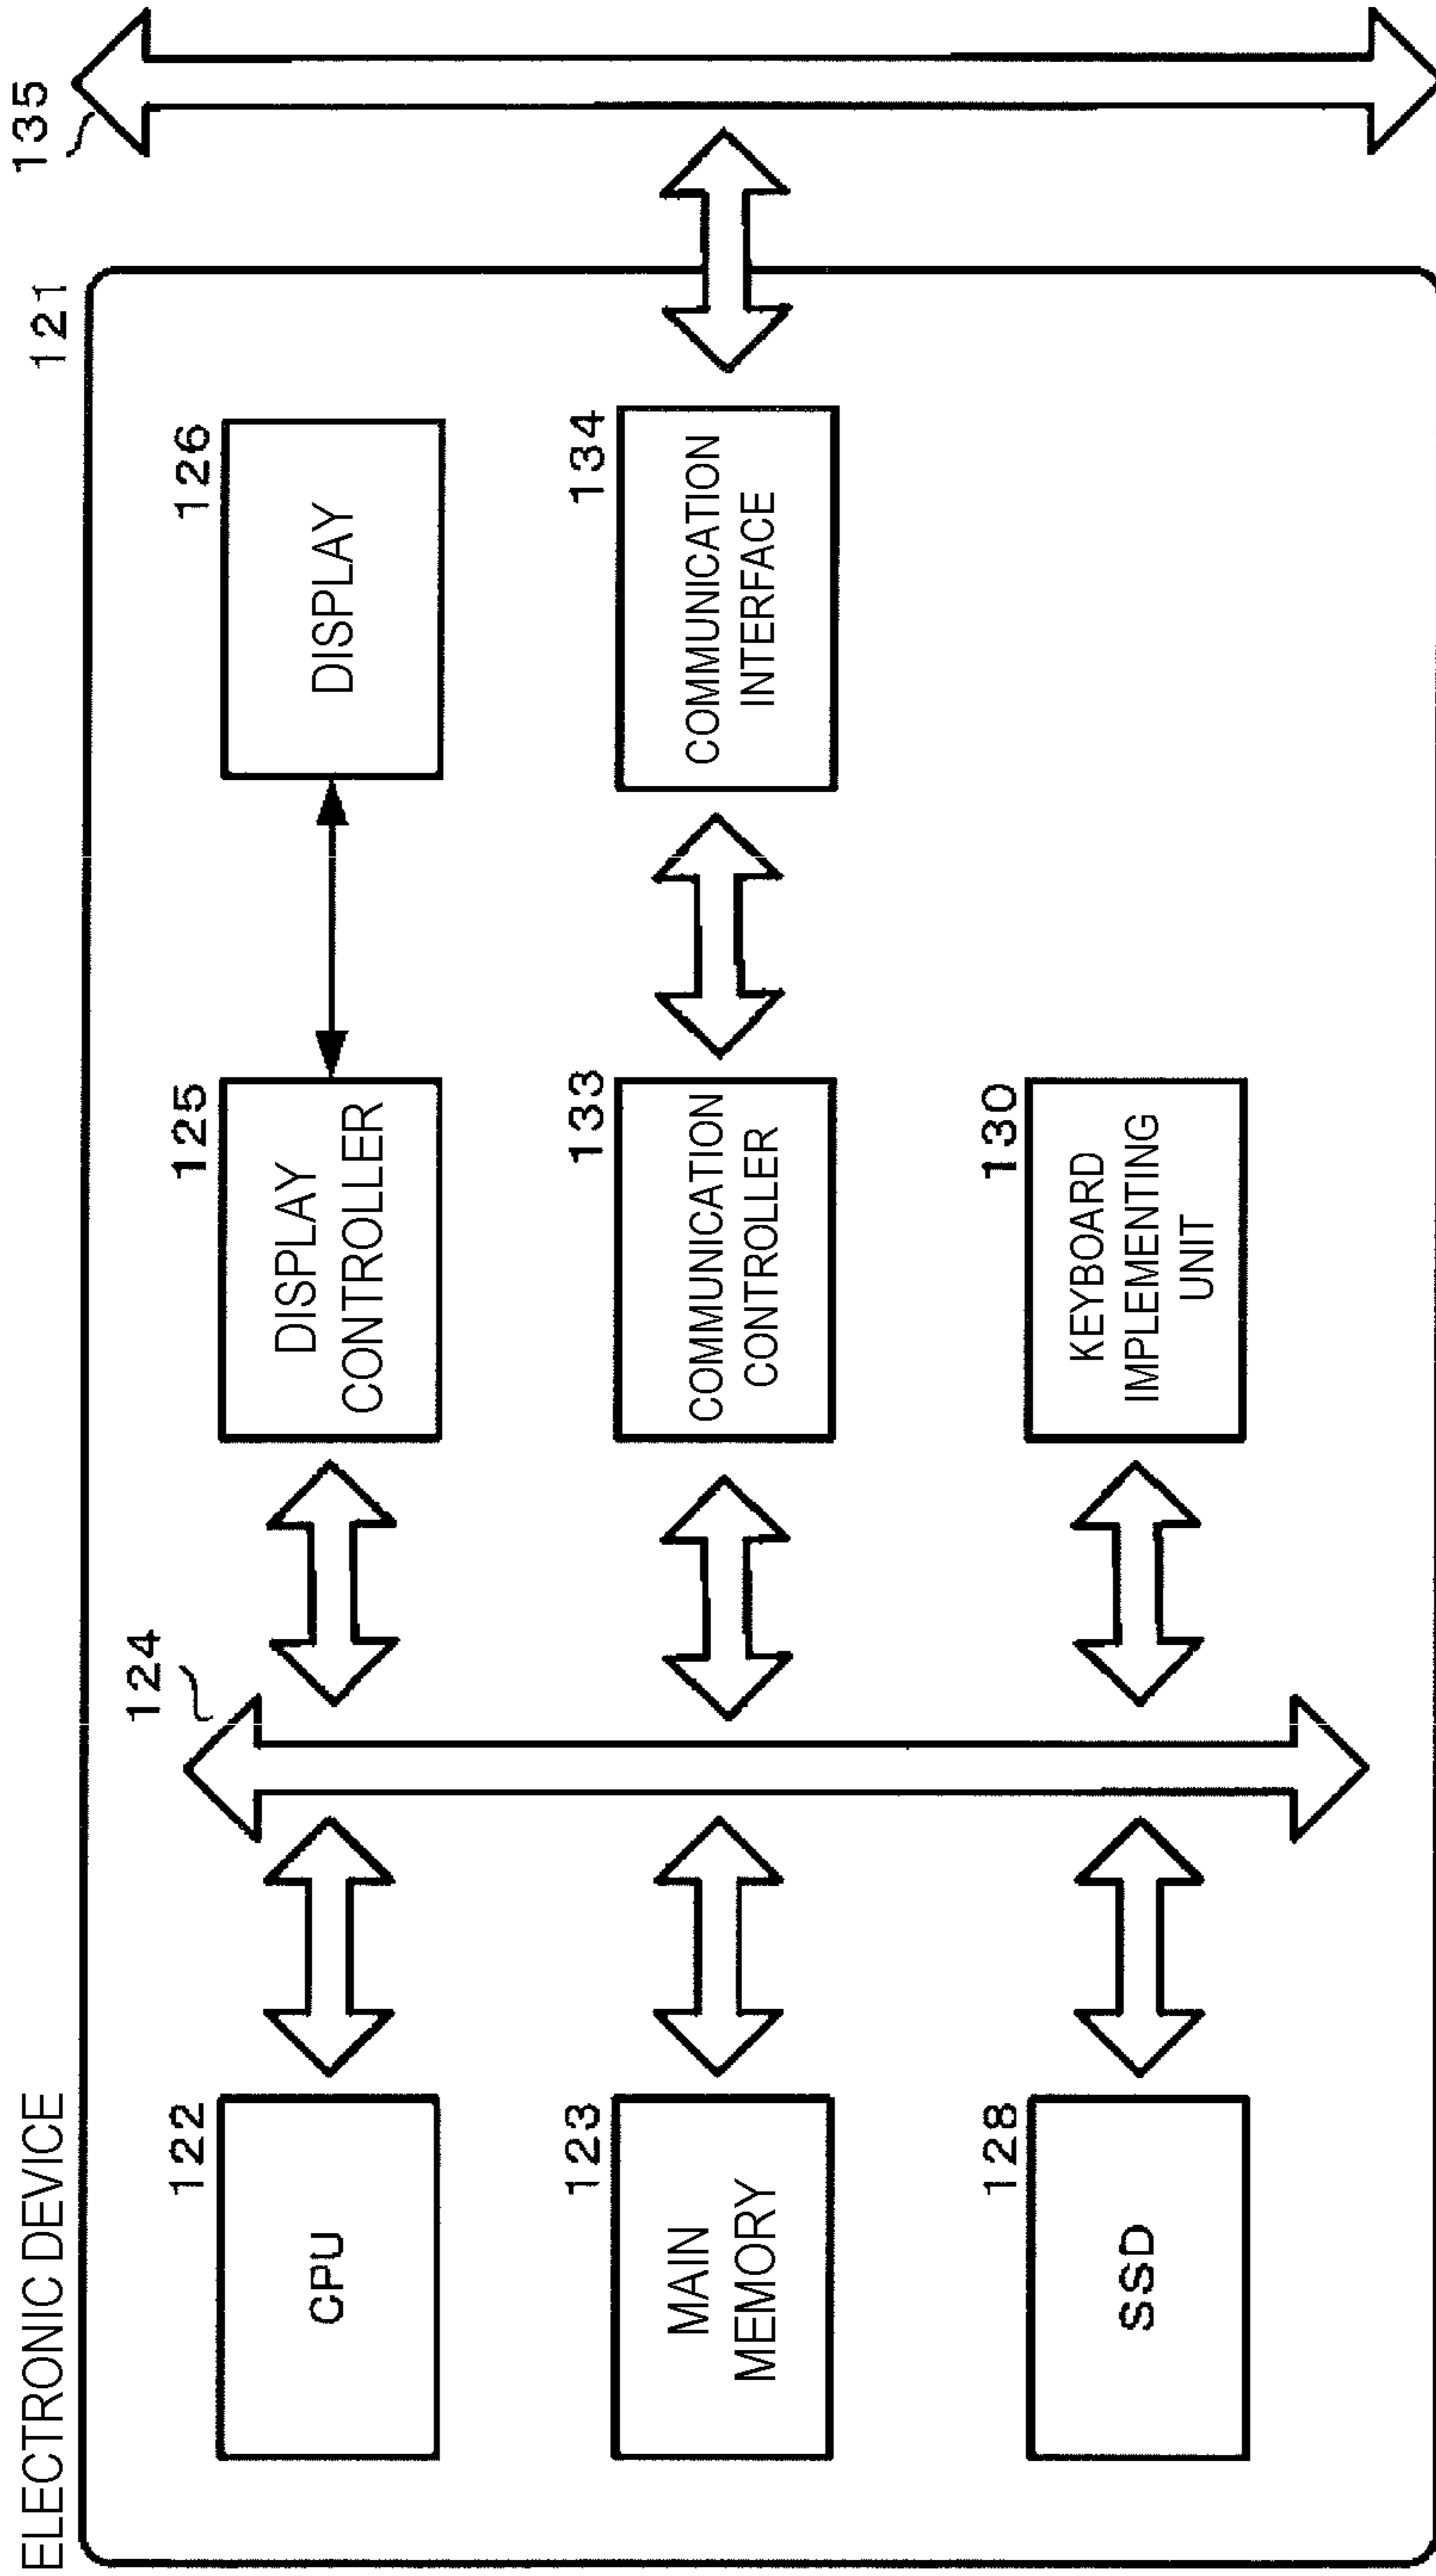 ELECTRONIC DEVICE
121
135
122
CPU
124
125
DISPLAY
CONTROLLER
126
DISPLAY
123
MAIN
MEMORY
133
COMMUNICATION
CONTROLLER
134
COMMUNICATION
INTERFACE
128
SSD
130
KEYBOARD
IMPLEMENTING
UNIT